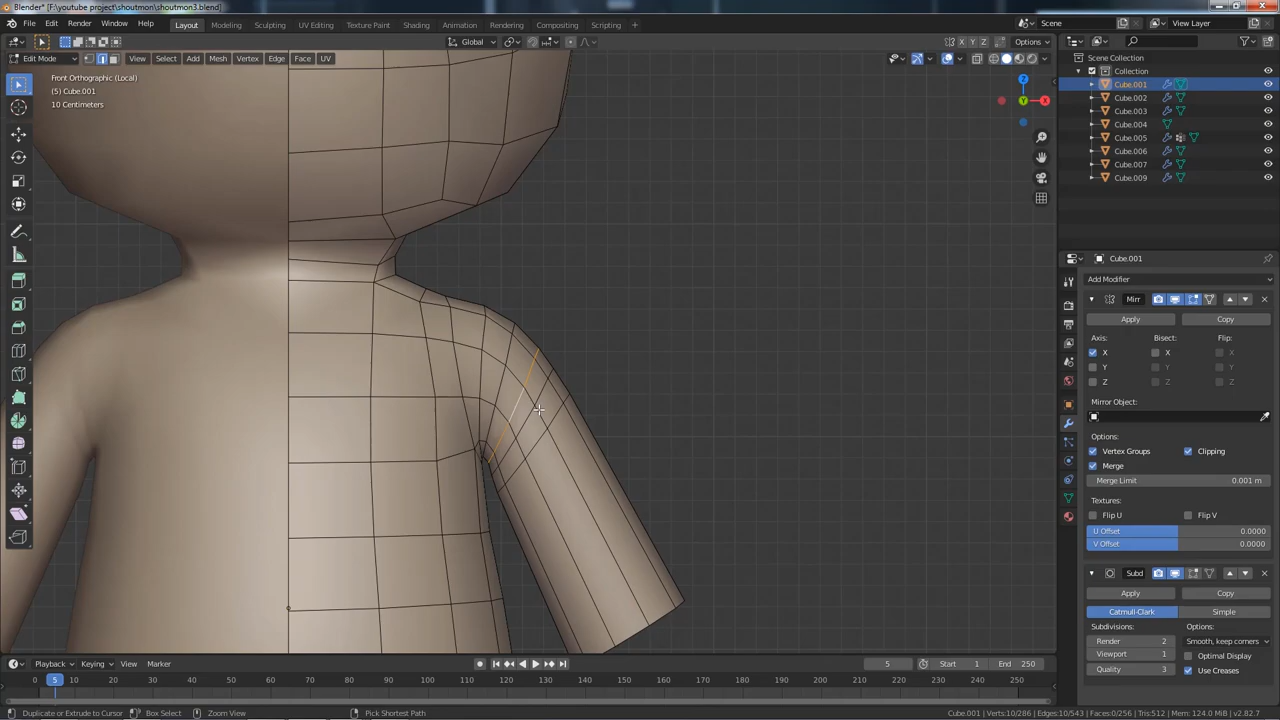 Blender* [F:\youtube project\shoutmon\shoutmon3.blend]
File Edit Render Window Help Layout Modeling Sculpting UV Editing Texture Paint Shading Animation Rendering Compositing Scripting + Scene View Layer
Global Options
Edit Mode View Select Add Mesh Vertex Edge Face UV
Front Orthographic (Local)
(5) Cube.001
10 Centimeters
X Y Z
Z
Y
X
Scene Collection
Collection
Cube.001
Cube.002
Cube.003
Cube.004
Cube.005
Cube.006
Cube.007
Cube.009
Cube.001
Add Modifier
Mirr
Apply Copy
Axis: Bisect: Flip:
X X X
Y Y Y
Z Z Z
Mirror Object:
Options:
Vertex Groups Clipping
Merge
Merge Limit 0.001 m
Textures:
Flip U Flip V
U Offset 0.0000
V Offset 0.0000
Subd
Apply Copy
Catmull-Clark Simple
Subdivisions: Options:
Render 2 Smooth, keep corners
Viewport 1 Optimal Display
Quality 3 Use Creases
Playback Keying View Marker 5 Start 1 End 250
0 5 10 20 30 40 50 60 70 80 90 100 110 120 130 140 150 160 170 180 190 200 210 220 230 240 250
Duplicate or Extrude to Cursor Box Select Zoom View Pick Shortest Path Cube.001 | Verts:10/286 | Edges:10/543 | Faces:0/256 | Tris:512 | Mem: 124.0 MiB | v2.82.7